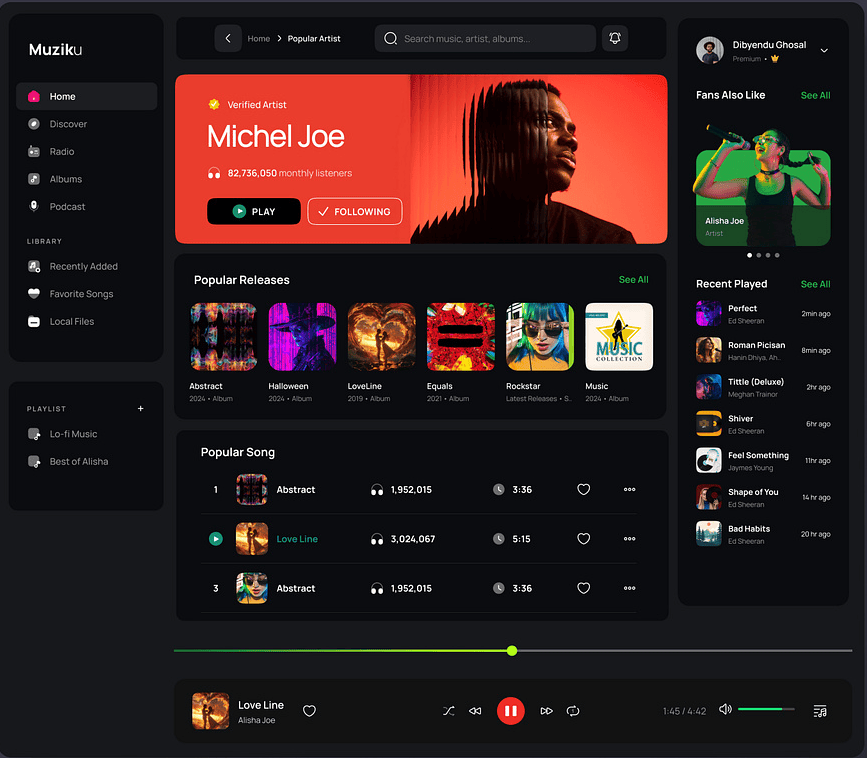 Muziku
Home
Discover
Radio
Albums
Podcast
LIBRARY
Recently Added
Favorite Songs
Local Files
PLAYLIST +
Lo-fi Music
Best of Alisha
Home > Popular Artist
Search music, artist, albums...
Verified Artist
Michel Joe
82,736,050 monthly listeners
PLAY
FOLLOWING
Popular Releases
See All
Abstract
2024 • Album
Halloween
2024 • Album
LoveLine
2019 • Album
Equals
2021 • Album
Rockstar
Latest Releases • S..
MUSIC
COLLECTION
Music
2024 • Album
Popular Song
1 Abstract 1,952,015 3:36
Love Line 3,024,067 5:15
3 Abstract 1,952,015 3:36
Dibyendu Ghosal
Premium •
Fans Also Like
See All
Alisha Joe
Artist
Recent Played
See All
Perfect
Ed Sheeran
2min ago
Roman Picisan
Hanin Dhiya, Ah..
8min ago
Tittle (Deluxe)
Meghan Trainor
2hr ago
Shiver
Ed Sheeran
6hr ago
Feel Something
Jaymes Young
11hr ago
Shape of You
Ed Sheeran
14 hr ago
Bad Habits
Ed Sheeran
20 hr ago
Love Line
Alisha Joe
1:45 / 4:42